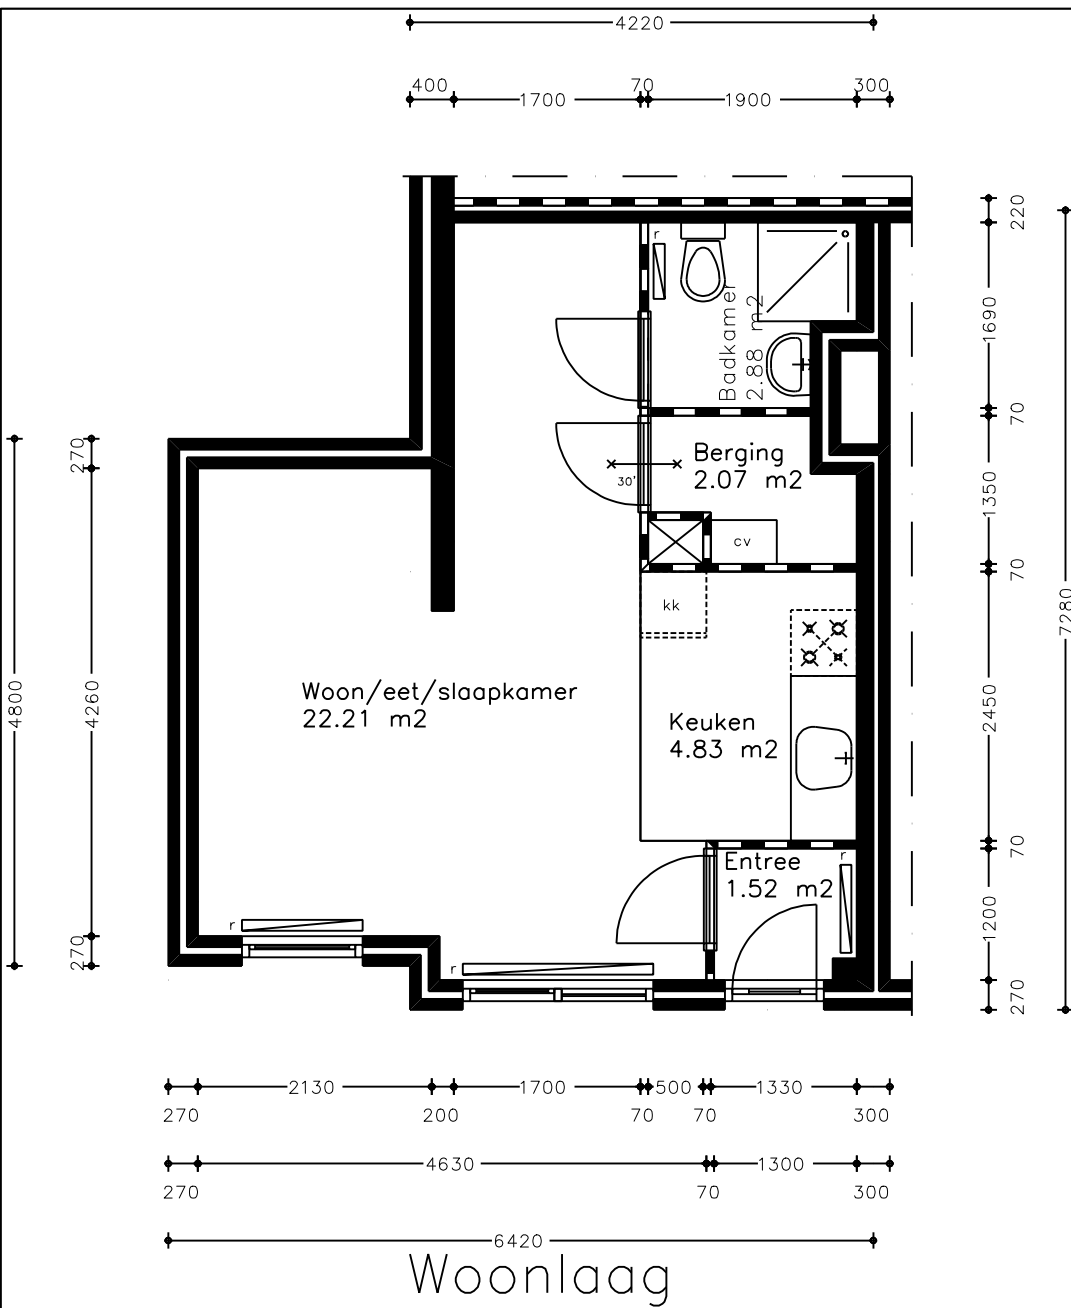 4220
400 1700 70 1900 300
220
r
Badkamer
2.88 m2
1690
70
270
Berging
2.07 m2
30'
1350
cv
70
kk
7280
4800
4260
Woon/eet/slaapkamer
22.21 m2
Keuken
4.83 m2
2450
70
Entree
1.52 m2
r
1200
r
270
r
270
2130 1700 500 1330
270 200 70 70 300
4630 1300
270 70 300
6420
Woonlaag